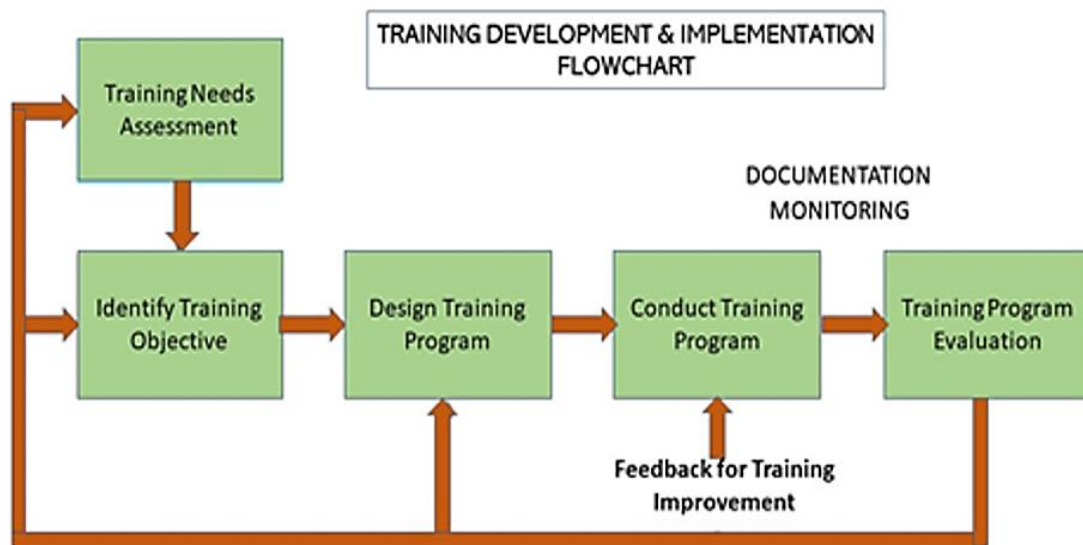 TRAINING DEVELOPMENT & IMPLEMENTATION
FLOWCHART
Training Needs
Assessment
DOCUMENTATION
MONITORING
Identify Training
Objective
Design Training
Program
Conduct Training
Program
Training Program
Evaluation
Feedback for Training
Improvement